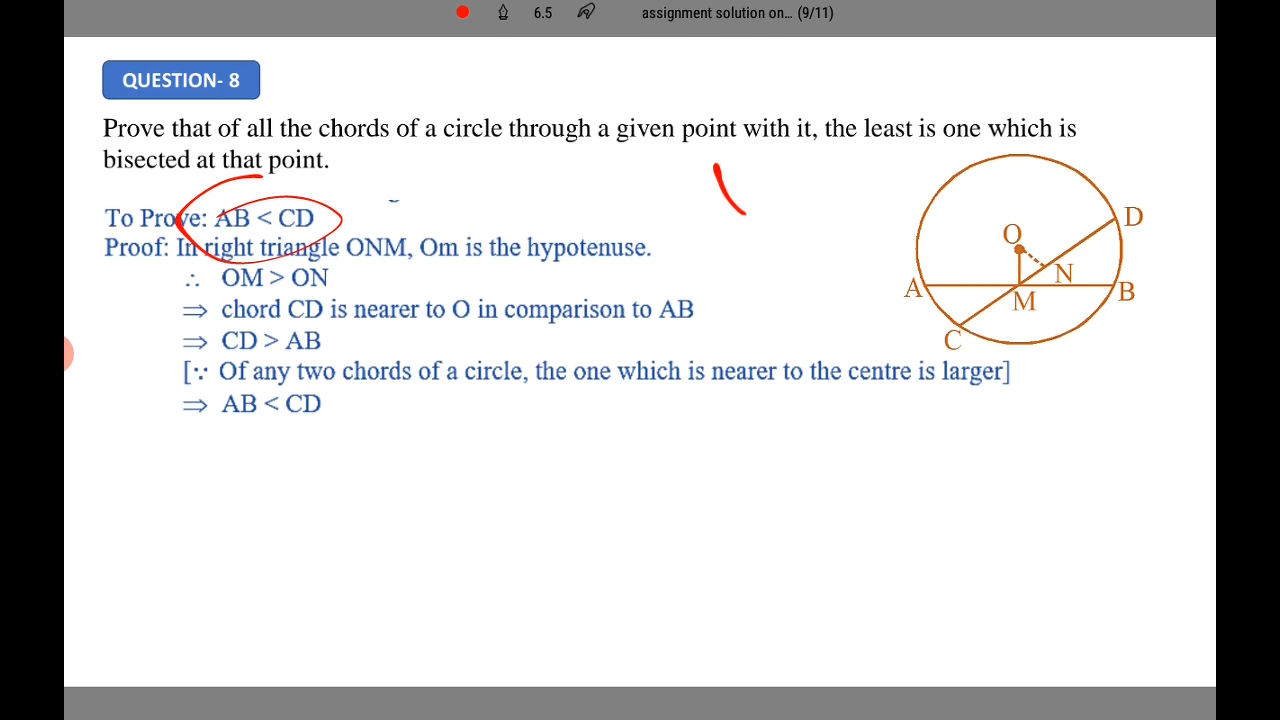 6.5 assignment solution on... (9/11)
QUESTION- 8
Prove that of all the chords of a circle through a given point with it, the least is one which is
bisected at that point.
To Prove: AB < CD
Proof: In right triangle ONM, Om is the hypotenuse.
∴ OM > ON
⇒ chord CD is nearer to O in comparison to AB
⇒ CD > AB
[∵ Of any two chords of a circle, the one which is nearer to the centre is larger]
⇒ AB < CD
D
O
N
A
M
B
C